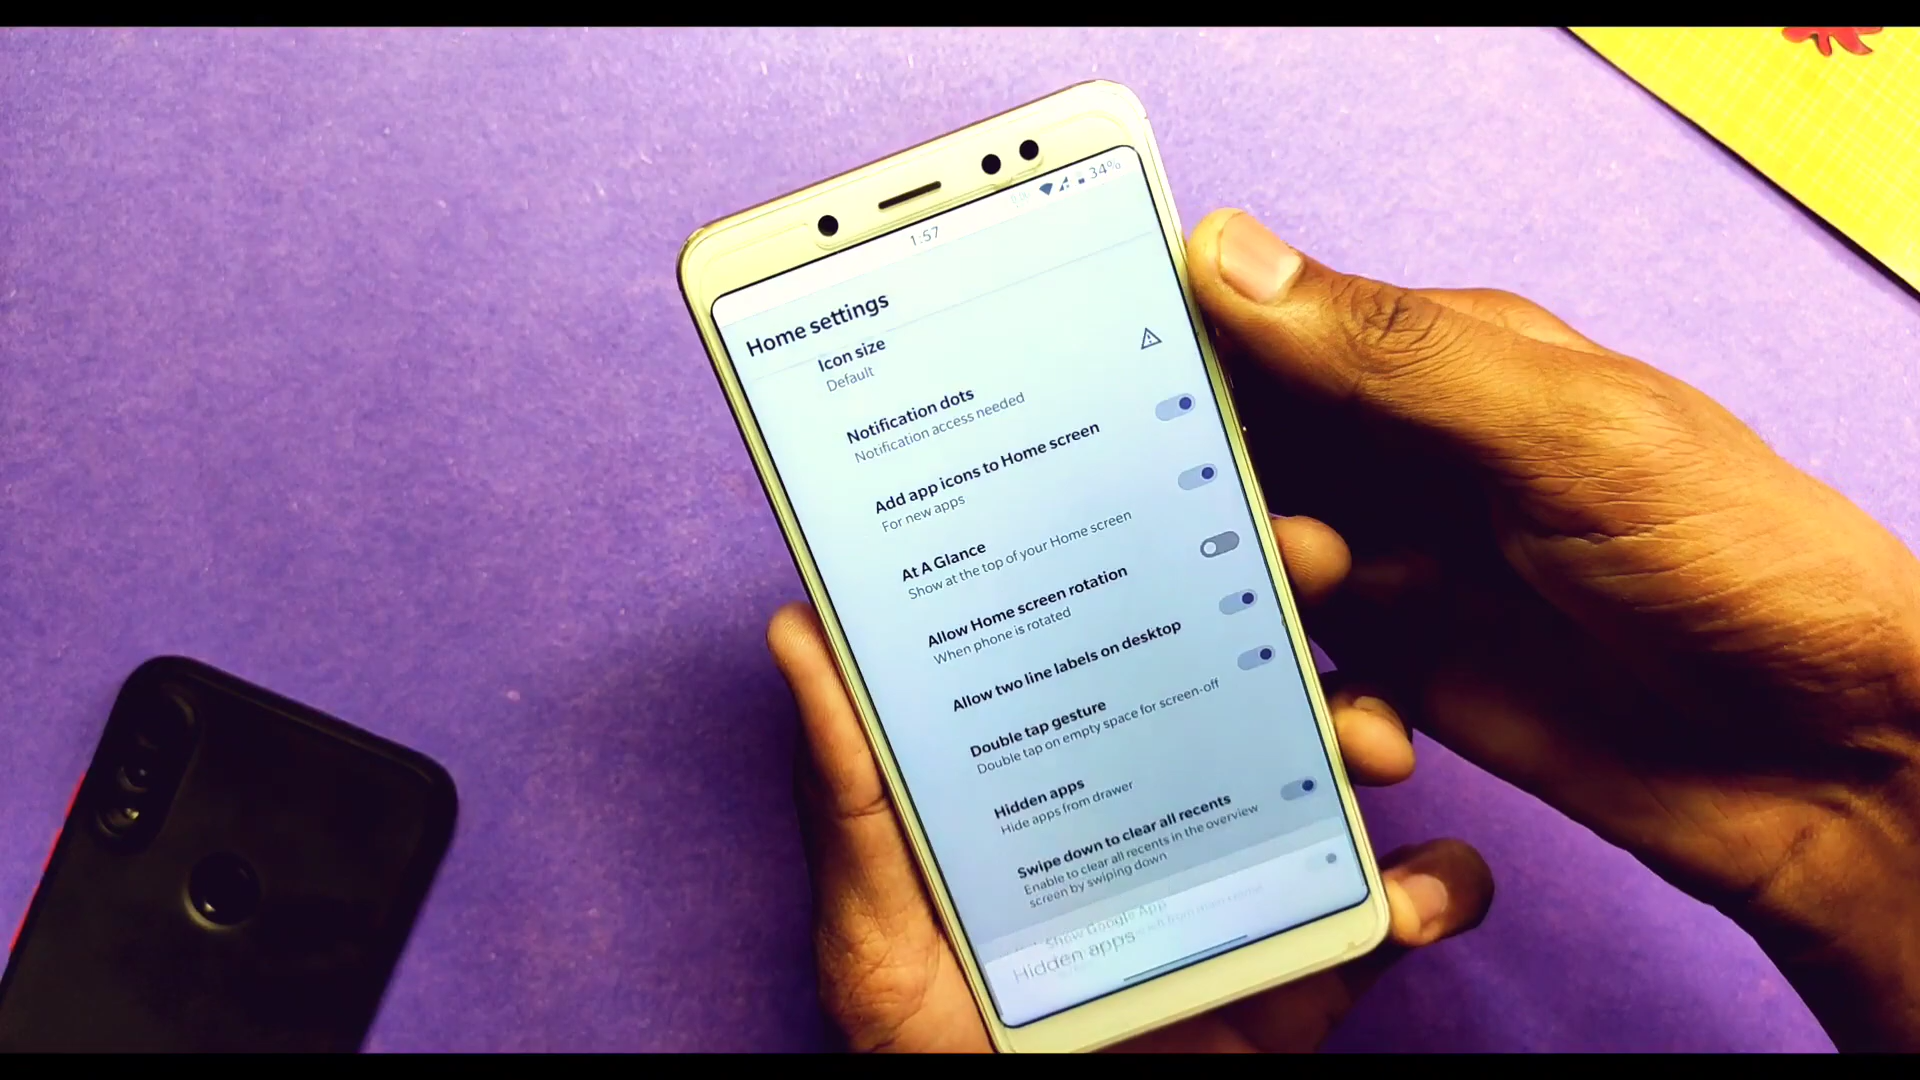 34%
1:57
Home settings
Icon size
Default
Notification dots
Notification access needed
Add app icons to Home screen
For new apps
At A Glance
Show at the top of your Home screen
Allow Home screen rotation
When phone is rotated
Allow two line labels on desktop
Double tap gesture
Double tap on empty space for screen-off
Hidden apps
Hide apps from drawer
Swipe down to clear all recents
Enable to clear all recents in the overview
screen by swiping down
Show Google App
Hidden apps